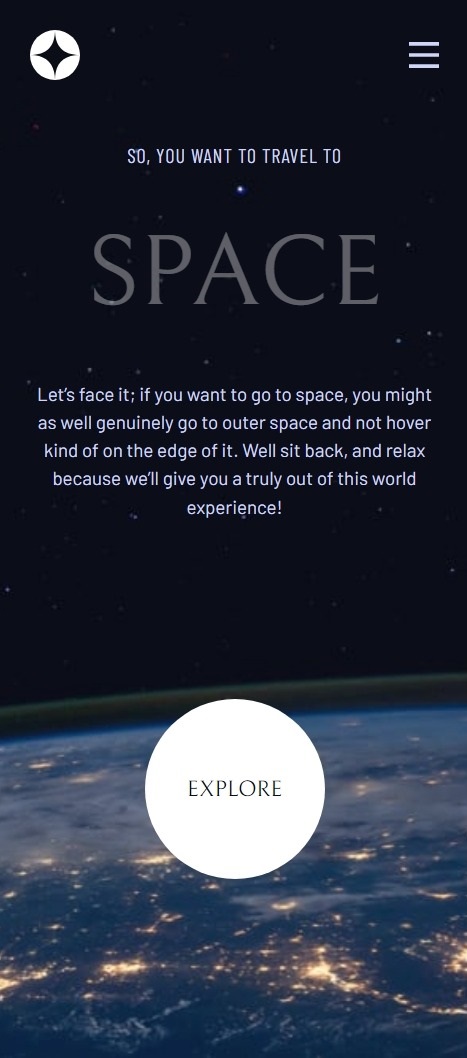 SO, YOU WANT TO TRAVEL TO
SPACE
Let’s face it; if you want to go to space, you might
as well genuinely go to outer space and not hover
kind of on the edge of it. Well sit back, and relax
because we’ll give you a truly out of this world
experience!
EXPLORE